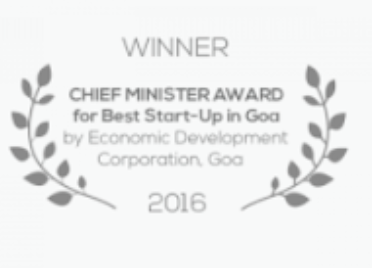 WINNER
CHIEF MINISTER AWARD
for Best Start-Up in Goa
by Economic Development
Corporation, Goa
2016